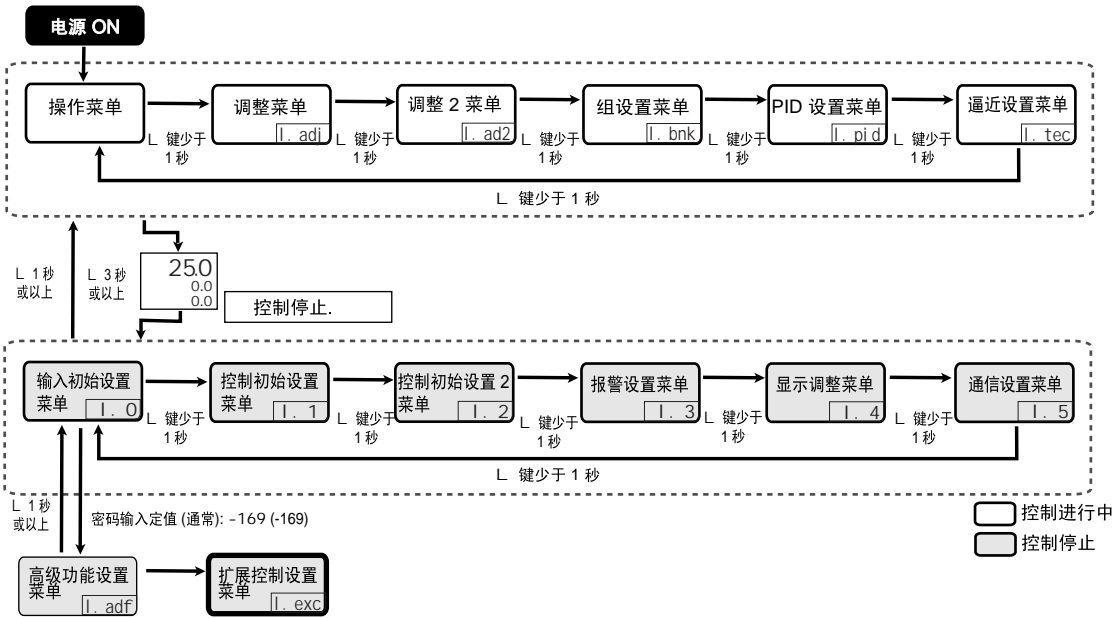 电源 ON
操作菜单
调整菜单
l. adj
调整 2 菜单
l. ad2
组设置菜单
l. bnk
PID 设置菜单
l. pid
逼近设置菜单
l. tec
L 键少于
1 秒
L 键少于
1 秒
L 键少于
1 秒
L 键少于
1 秒
L 键少于
1 秒
L 键少于 1 秒
L 1 秒
或以上
L 3 秒
或以上
25.0
0.0
0.0
控制停止.
输入初始设置
菜单
l. 0
控制初始设置
菜单
l. 1
控制初始设置 2
菜单
l. 2
报警设置菜单
l. 3
显示调整菜单
l. 4
通信设置菜单
l. 5
L 键少于
1 秒
L 键少于
1 秒
L 键少于
1 秒
L 键少于
1 秒
L 键少于
1 秒
L 键少于 1 秒
L 1 秒
或以上
密码输入定值 (通常): -169 (-169)
控制进行中
控制停止
高级功能设置
菜单
l. adf
扩展控制设置
菜单
l. exc